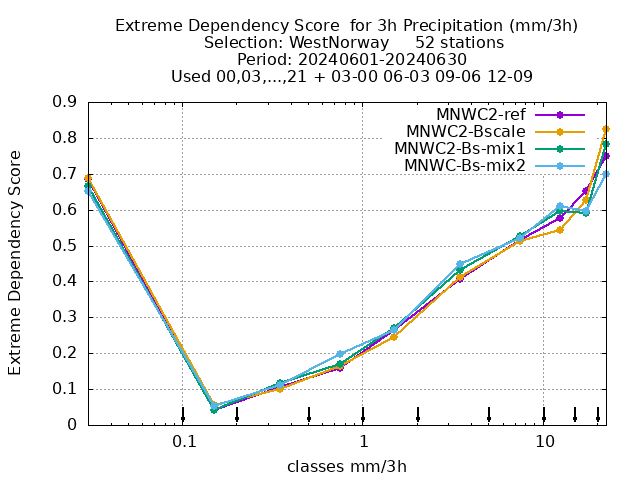 Extreme Dependency Score  for 3h Precipitation (mm/3h)
Selection: WestNorway     52 stations
Period: 20240601-20240630
Used 00,03,...,21 + 03-00 06-03 09-06 12-09
MNWC2-ref
MNWC2-Bscale
MNWC2-Bs-mix1
MNWC-Bs-mix2
Extreme Dependency Score
0.9
0.8
0.7
0.6
0.5
0.4
0.3
0.2
0.1
0
0.1 1 10
classes mm/3h